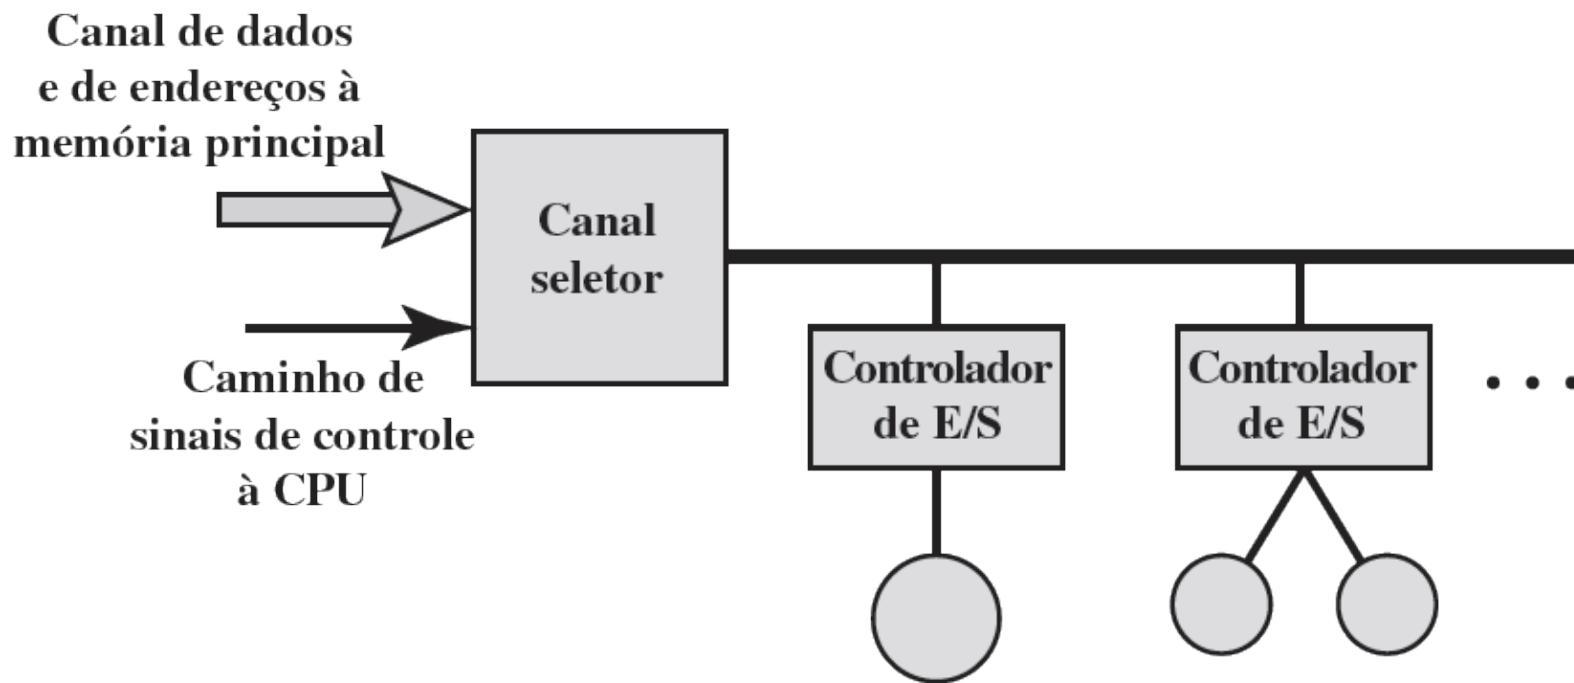 Canal de dados
e de endereços à
memória principal
Canal
seletor
Caminho de
sinais de controle
à CPU
Controlador
de E/S
Controlador
de E/S
. . .